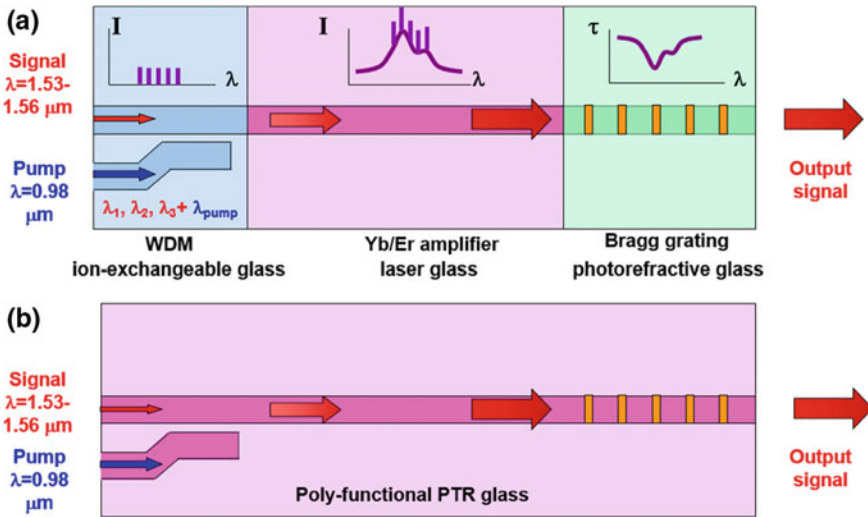 (a)
Signal
λ=1.53-
1.56 μm
Pump
λ=0.98
μm
I
λ
I
λ
τ
λ
λ₁, λ₂, λ₃+ λpump
Output
signal
WDM
ion-exchangeable glass
Yb/Er amplifier
laser glass
Bragg grating
photorefractive glass
(b)
Signal
λ=1.53-
1.56 μm
Pump
λ=0.98
μm
Poly-functional PTR glass
Output
signal